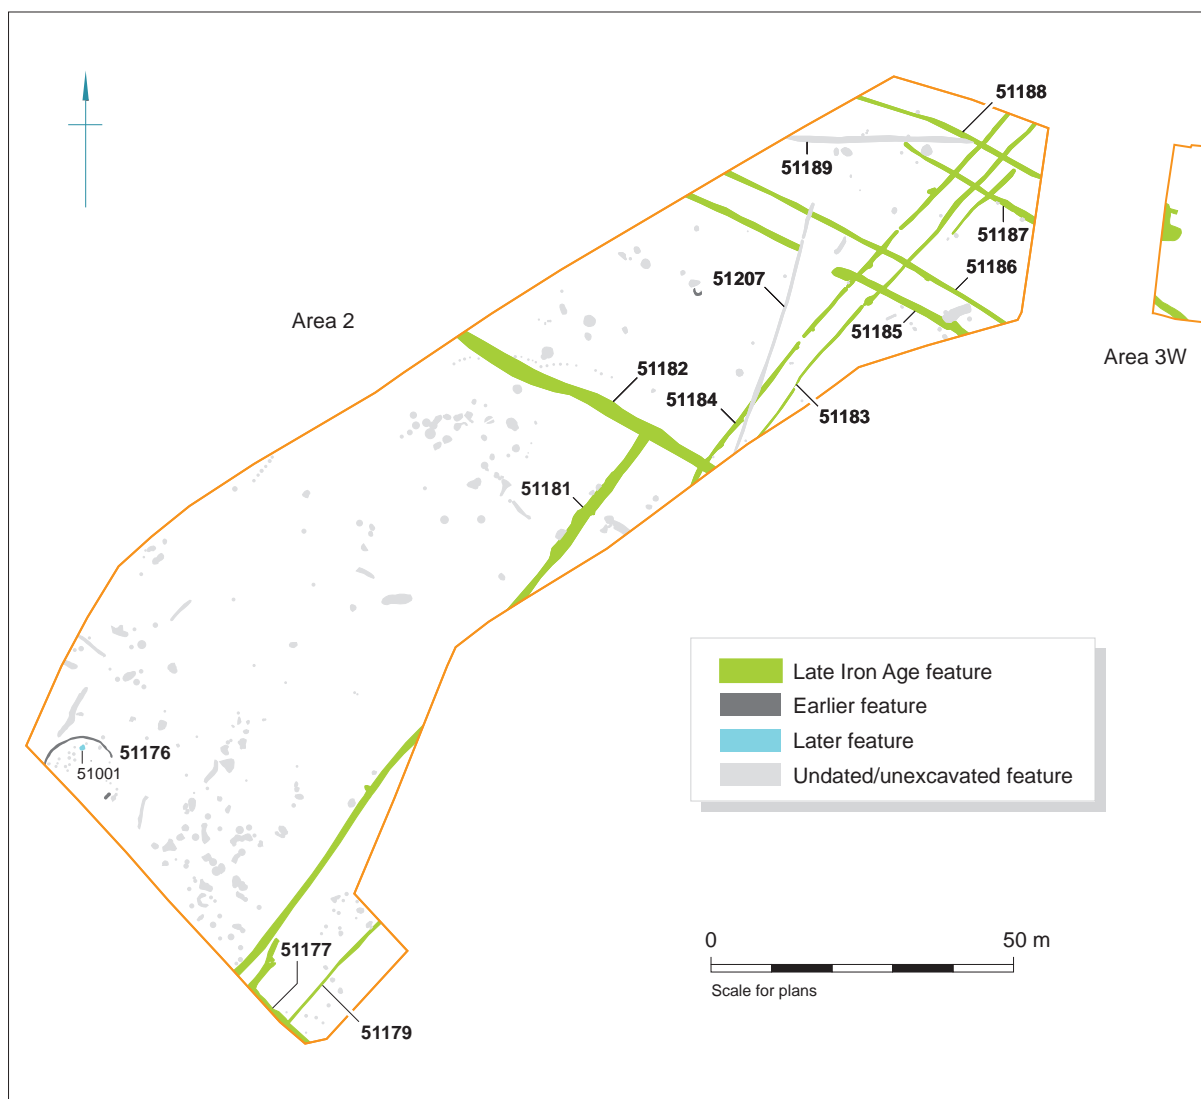 51188
51189
51187
51186
51207
51185
Area 2
Area 3W
51182
51184
51183
51181
Late Iron Age feature
Earlier feature
Later feature
Undated/unexcavated feature
51176
51001
0 50 m
Scale for plans
51177
51179